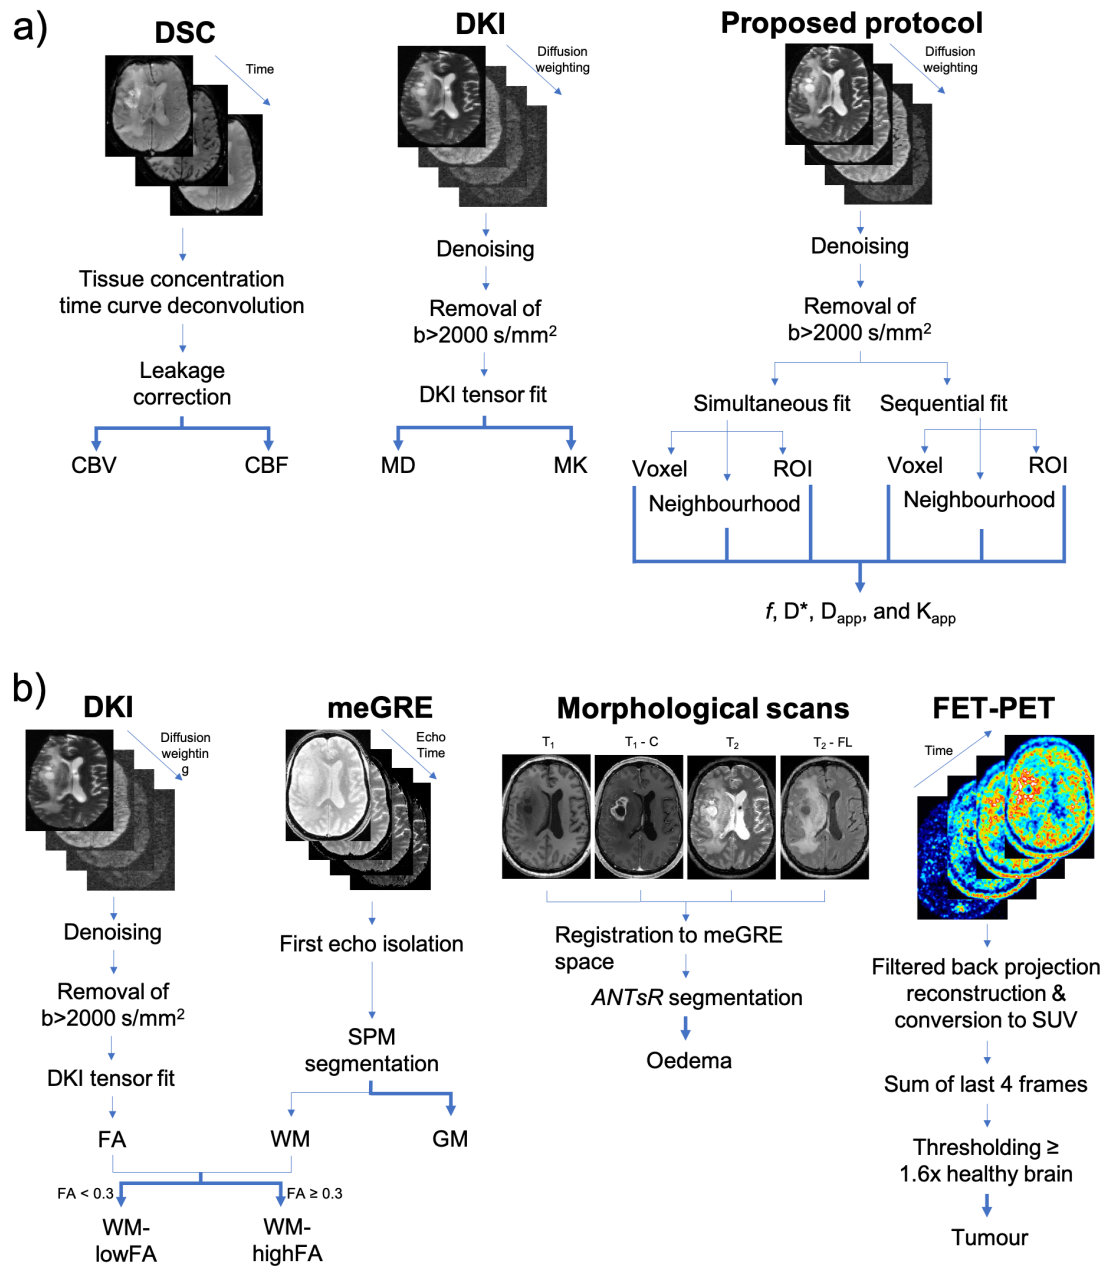 a)
DSC
Time
Tissue concentration
time curve deconvolution
Leakage
correction
CBV
CBF
DKI
Diffusion
weighting
Denoising
Removal of
b>2000 s/mm²
DKI tensor fit
MD
MK
Proposed protocol
Diffusion
weighting
Denoising
Removal of
b>2000 s/mm²
Simultaneous fit
Sequential fit
Voxel
ROI
Neighbourhood
Voxel
ROI
Neighbourhood
f, D*, Dapp, and Kapp
b)
DKI
Diffusion
weightin
g
Denoising
Removal of
b>2000 s/mm²
DKI tensor fit
FA
meGRE
Echo
Time
First echo isolation
SPM
segmentation
WM
GM
FA < 0.3
FA ≥ 0.3
WM-
lowFA
WM-
highFA
Morphological scans
T₁
T₁ - C
T₂
T₂ - FL
Registration to meGRE
space
ANTsR segmentation
Oedema
FET-PET
Time
Filtered back projection
reconstruction &
conversion to SUV
Sum of last 4 frames
Thresholding ≥
1.6x healthy brain
Tumour